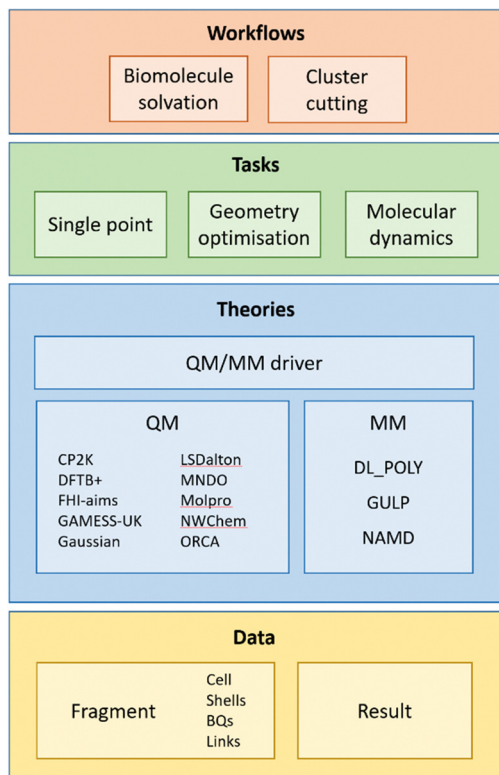 Workflows
Biomolecule
solvation
Cluster
cutting
Tasks
Single point
Geometry
optimisation
Molecular
dynamics
Theories
QM/MM driver
QM
CP2K
DFTB+
FHI-aims
GAMESS-UK
Gaussian
LSDalton
MNDO
Molpro
NWChem
ORCA
MM
DL_POLY
GULP
NAMD
Data
Fragment
Cell
Shells
BQs
Links
Result